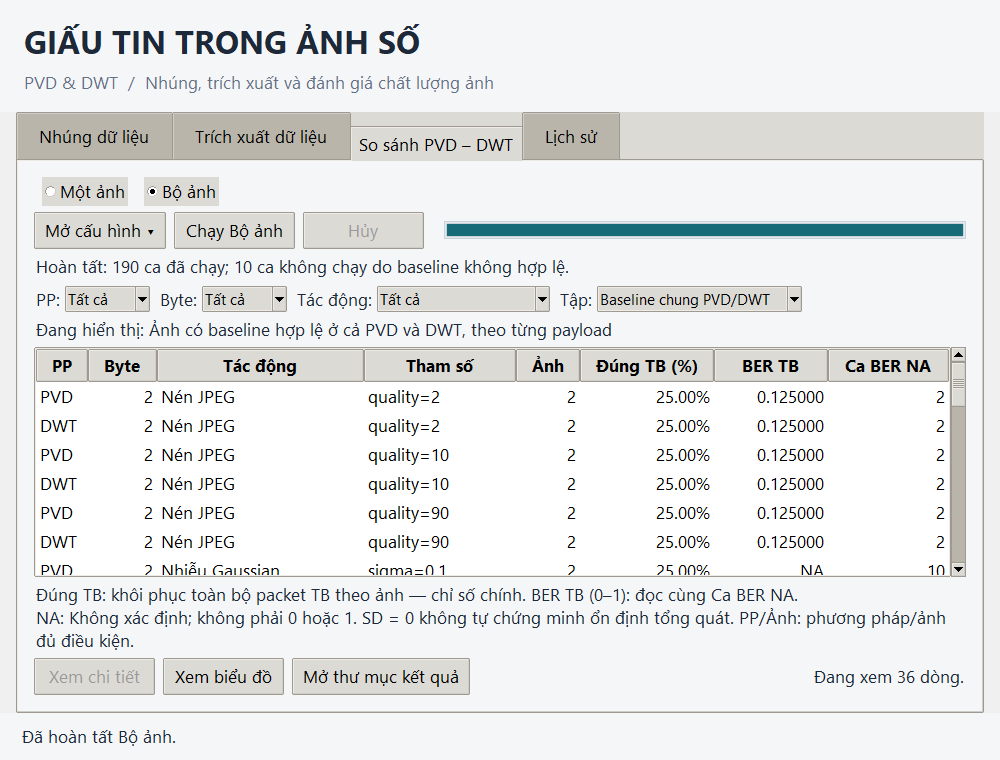 GIẤU TIN TRONG ẢNH SỐ
PVD & DWT / Nhúng, trích xuất và đánh giá chất lượng ảnh
Nhúng dữ liệu Trích xuất dữ liệu So sánh PVD – DWT Lịch sử
Một ảnh Bộ ảnh
Mở cấu hình Chạy Bộ ảnh Hủy
Hoàn tất: 190 ca đã chạy; 10 ca không chạy do baseline không hợp lệ.
PP: Tất cả Byte: Tất cả Tác động: Tất cả Tập: Baseline chung PVD/DWT
Đang hiển thị: Ảnh có baseline hợp lệ ở cả PVD và DWT, theo từng payload
PP Byte Tác động Tham số Ảnh Đúng TB (%) BER TB Ca BER NA
PVD 2 Nén JPEG quality=2 2 25.00% 0.125000 2
DWT 2 Nén JPEG quality=2 2 25.00% 0.125000 2
PVD 2 Nén JPEG quality=10 2 25.00% 0.125000 2
DWT 2 Nén JPEG quality=10 2 25.00% 0.125000 2
PVD 2 Nén JPEG quality=90 2 25.00% 0.125000 2
DWT 2 Nén JPEG quality=90 2 25.00% 0.125000 2
PVD 2 Nhiễu Gaussian sigma=0.1 2 25.00% NA 10
Đúng TB: khôi phục toàn bộ packet TB theo ảnh — chỉ số chính. BER TB (0–1): đọc cùng Ca BER NA.
NA: Không xác định; không phải 0 hoặc 1. SD = 0 không tự chứng minh ổn định tổng quát. PP/Ảnh: phương pháp/ảnh
đủ điều kiện.
Xem chi tiết Xem biểu đồ Mở thư mục kết quả Đang xem 36 dòng.
Đã hoàn tất Bộ ảnh.